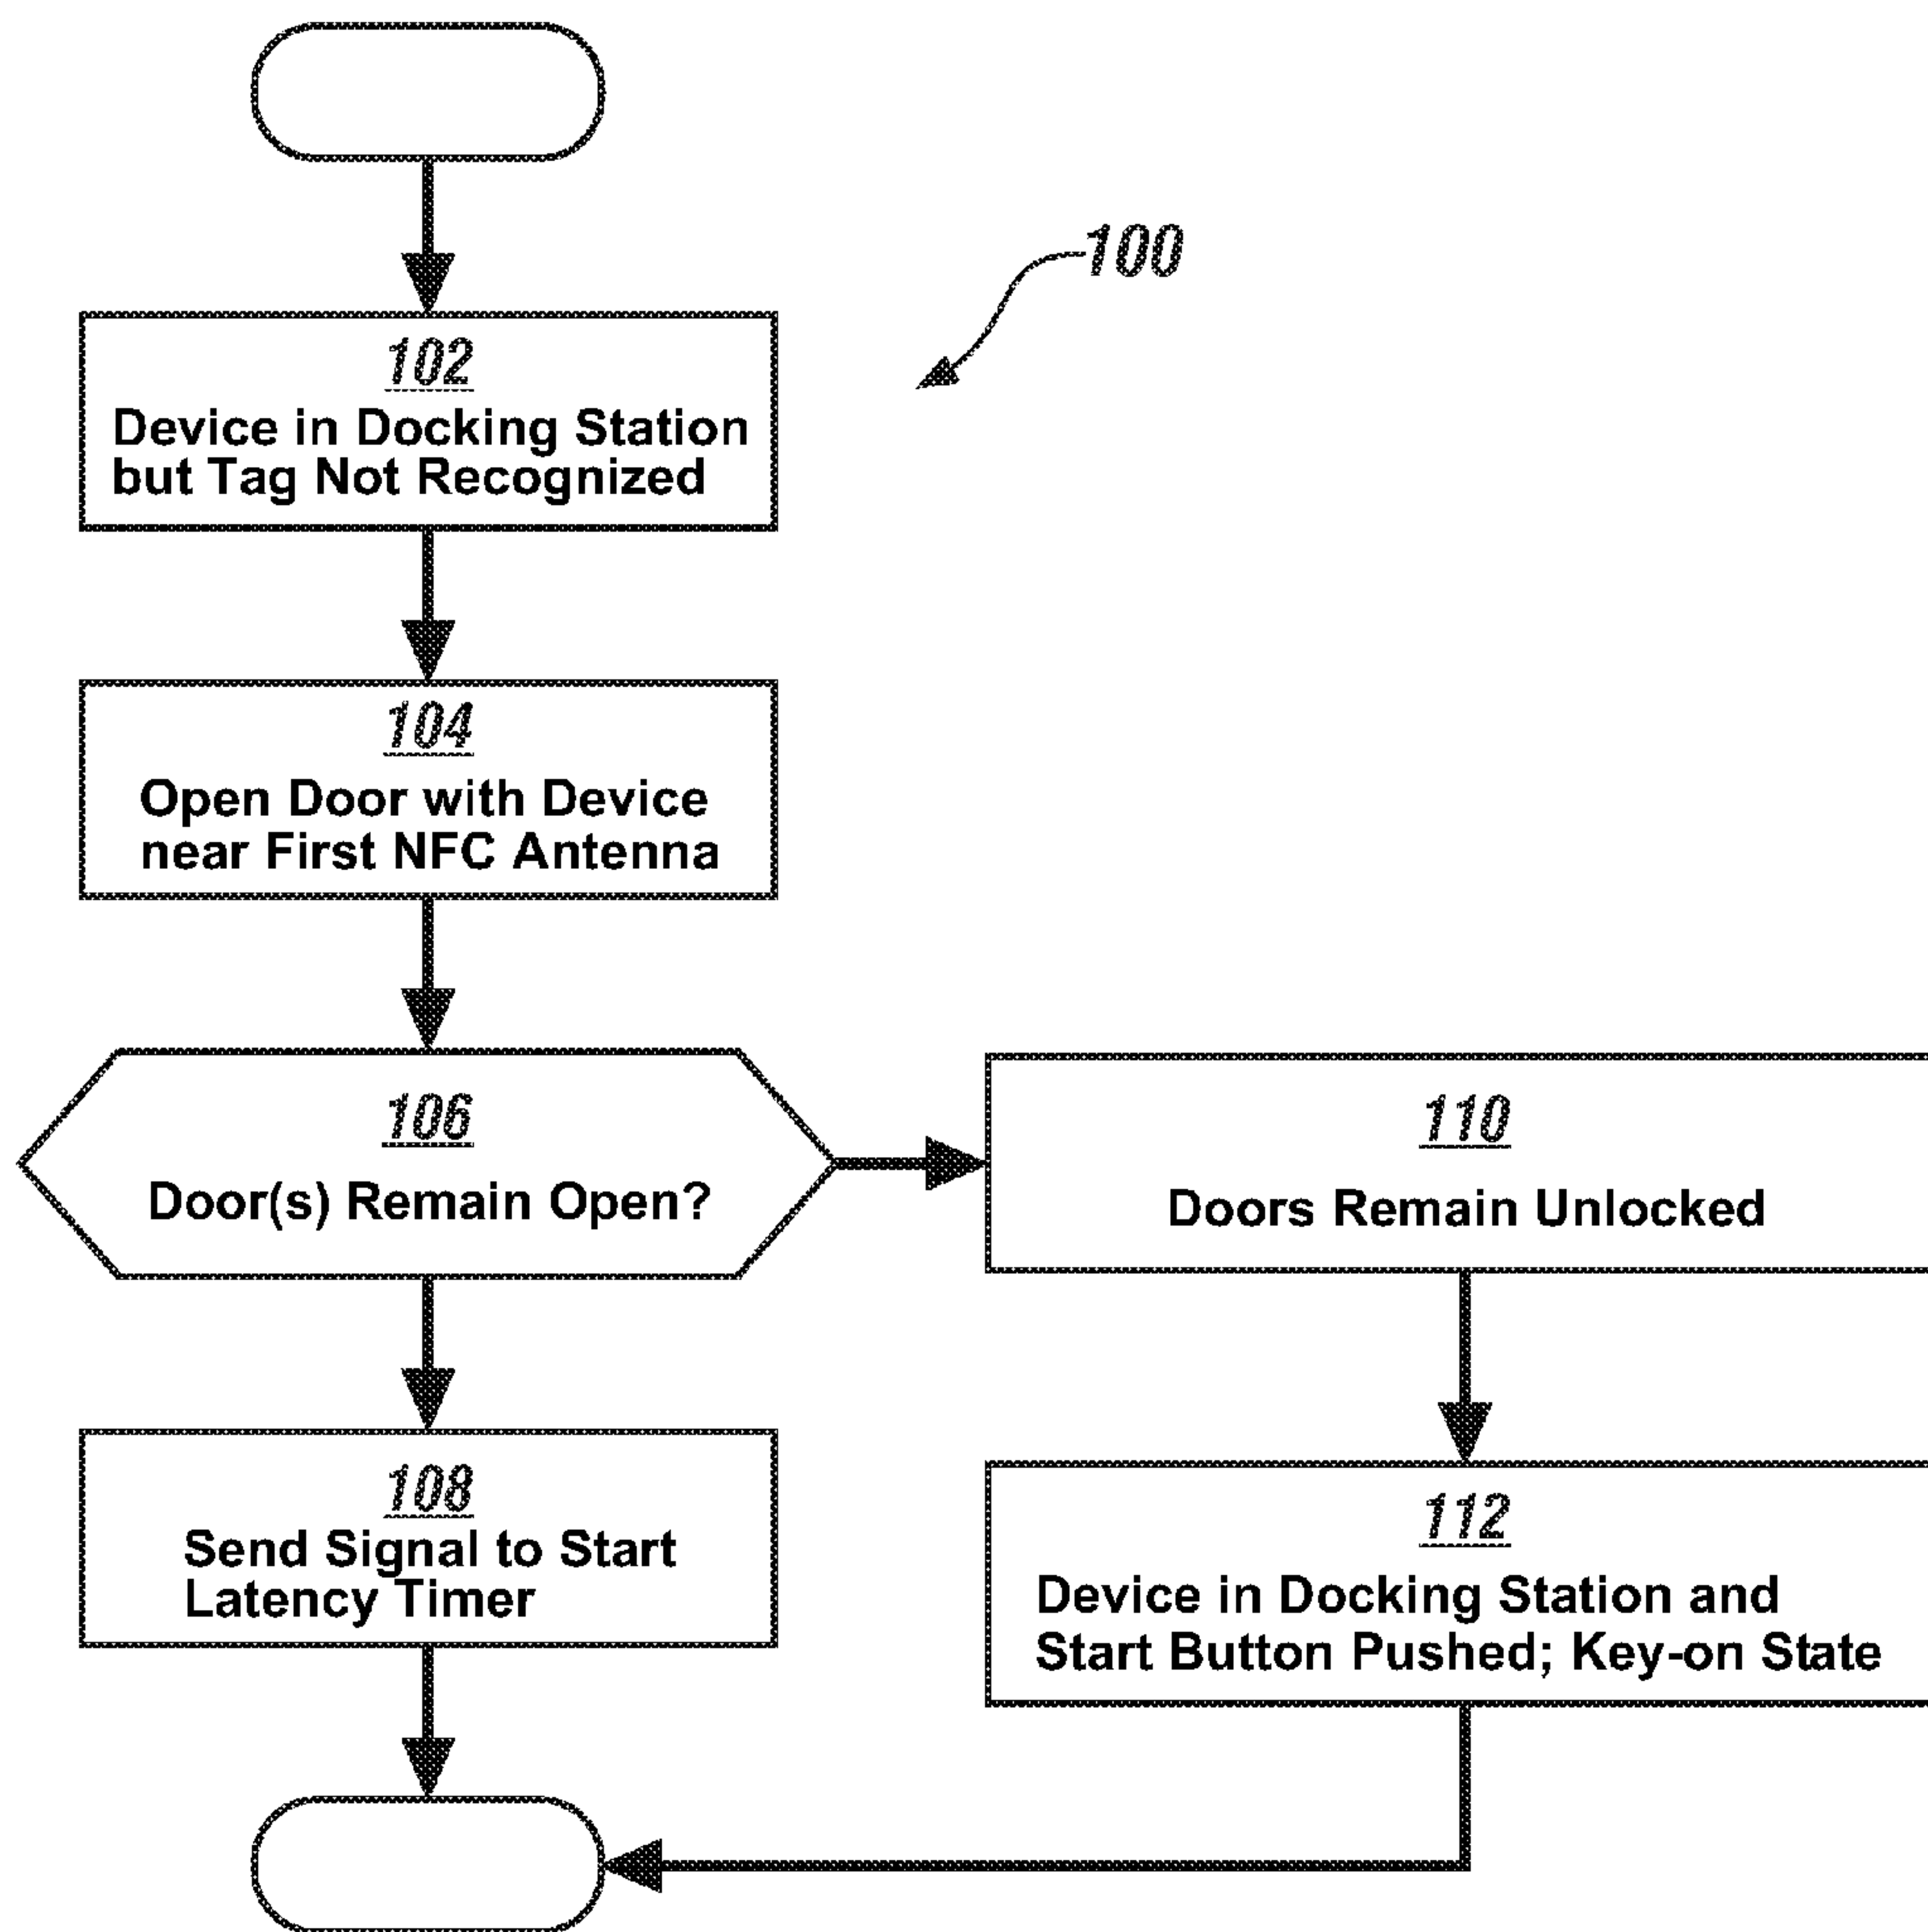 100
102
Device in Docking Station
but Tag Not Recognized
104
Open Door with Device
near First NFC Antenna
106
Door(s) Remain Open?
110
Doors Remain Unlocked
108
Send Signal to Start
Latency Timer
112
Device in Docking Station and
Start Button Pushed; Key-on State